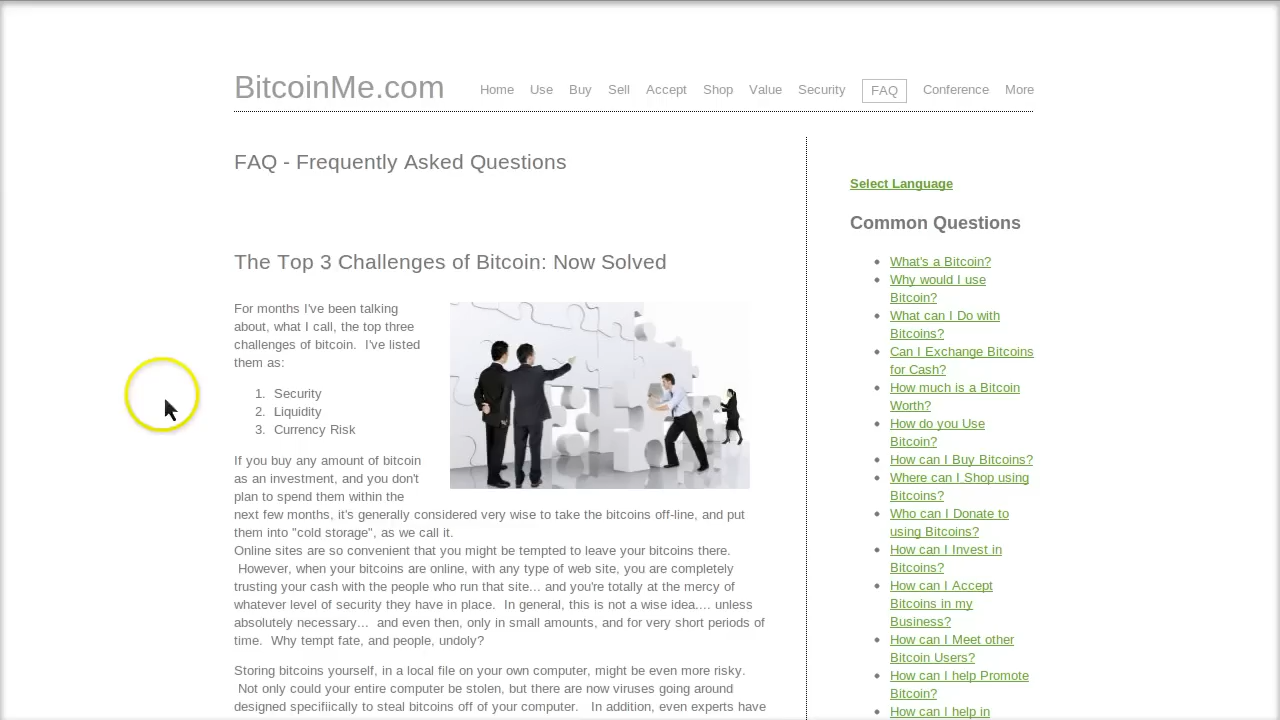 BitcoinMe.com
Home Use Buy Sell Accept Shop Value Security FAQ Conference More
FAQ - Frequently Asked Questions
The Top 3 Challenges of Bitcoin: Now Solved
For months I've been talking
about, what I call, the top three
challenges of bitcoin.  I've listed
them as:
1. Security
2. Liquidity
3. Currency Risk
If you buy any amount of bitcoin
as an investment, and you don't
plan to spend them within the
next few months, it's generally considered very wise to take the bitcoins off-line, and put
them into "cold storage", as we call it.
Online sites are so convenient that you might be tempted to leave your bitcoins there.
However, when your bitcoins are online, with any type of web site, you are completely
trusting your cash with the people who run that site... and you're totally at the mercy of
whatever level of security they have in place.  In general, this is not a wise idea.... unless
absolutely necessary...  and even then, only in small amounts, and for very short periods of
time.  Why tempt fate, and people, undoly?
Storing bitcoins yourself, in a local file on your own computer, might be even more risky.
Not only could your entire computer be stolen, but there are now viruses going around
designed specifiically to steal bitcoins off of your computer.   In addition, even experts have
Select Language
Common Questions
What's a Bitcoin?
Why would I use
Bitcoin?
What can I Do with
Bitcoins?
Can I Exchange Bitcoins
for Cash?
How much is a Bitcoin
Worth?
How do you Use
Bitcoin?
How can I Buy Bitcoins?
Where can I Shop using
Bitcoins?
Who can I Donate to
using Bitcoins?
How can I Invest in
Bitcoins?
How can I Accept
Bitcoins in my
Business?
How can I Meet other
Bitcoin Users?
How can I help Promote
Bitcoin?
How can I help in